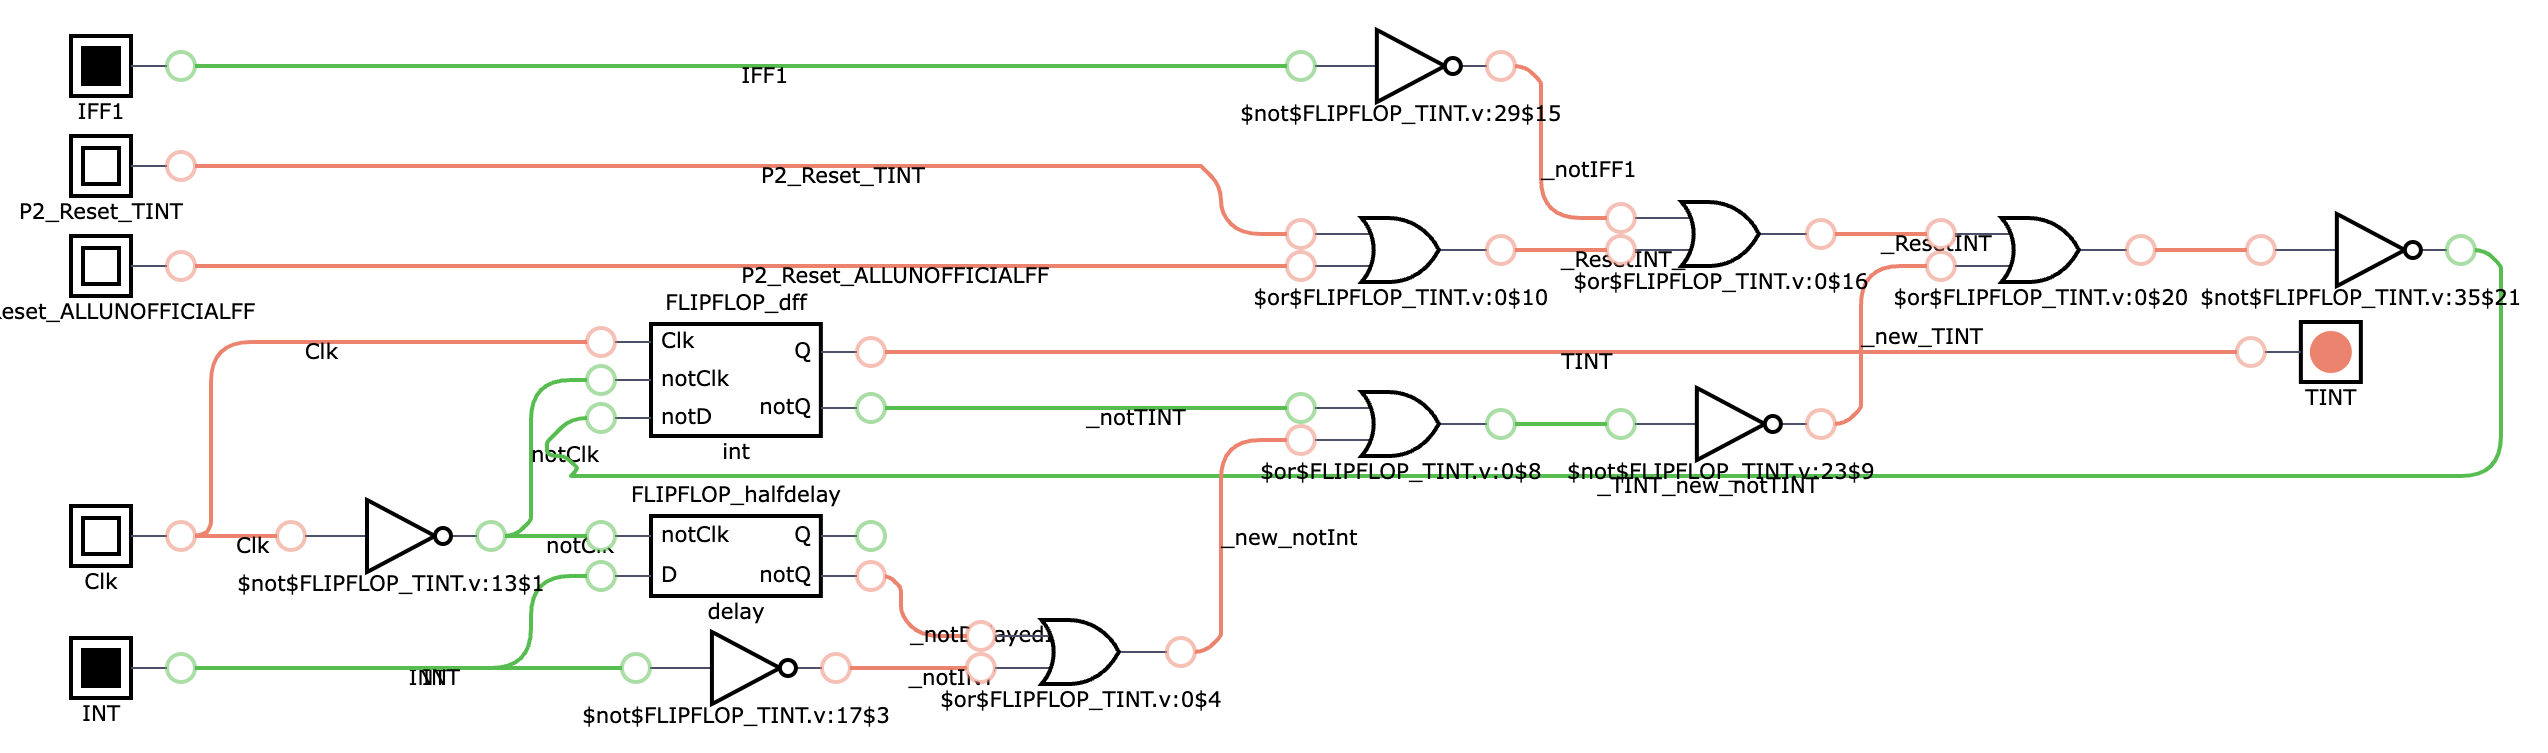 IFF1
IFF1
$not$FLIPFLOP_TINT.v:29$15
_notIFF1
P2_Reset_TINT
P2_Reset_TINT
eset_ALLUNOFFICIALFF
P2_Reset_ALLUNOFFICIALFF
$or$FLIPFLOP_TINT.v:0$10
_ResetINT_
$or$FLIPFLOP_TINT.v:0$16
_ResetINT
$or$FLIPFLOP_TINT.v:0$20
$not$FLIPFLOP_TINT.v:35$21
FLIPFLOP_dff
Clk
Clk
notClk
notD
Q
notQ
int
notClk
TINT
_new_TINT
TINT
_notTINT
$or$FLIPFLOP_TINT.v:0$8
$not$FLIPFLOP_TINT.v:23$9
_TINT_new_notTINT
FLIPFLOP_halfdelay
notClk
D
Q
notQ
delay
Clk
Clk
$not$FLIPFLOP_TINT.v:13$1
notClk
_new_notInt
INT
INT
INT
$not$FLIPFLOP_TINT.v:17$3
_notINT
$or$FLIPFLOP_TINT.v:0$4